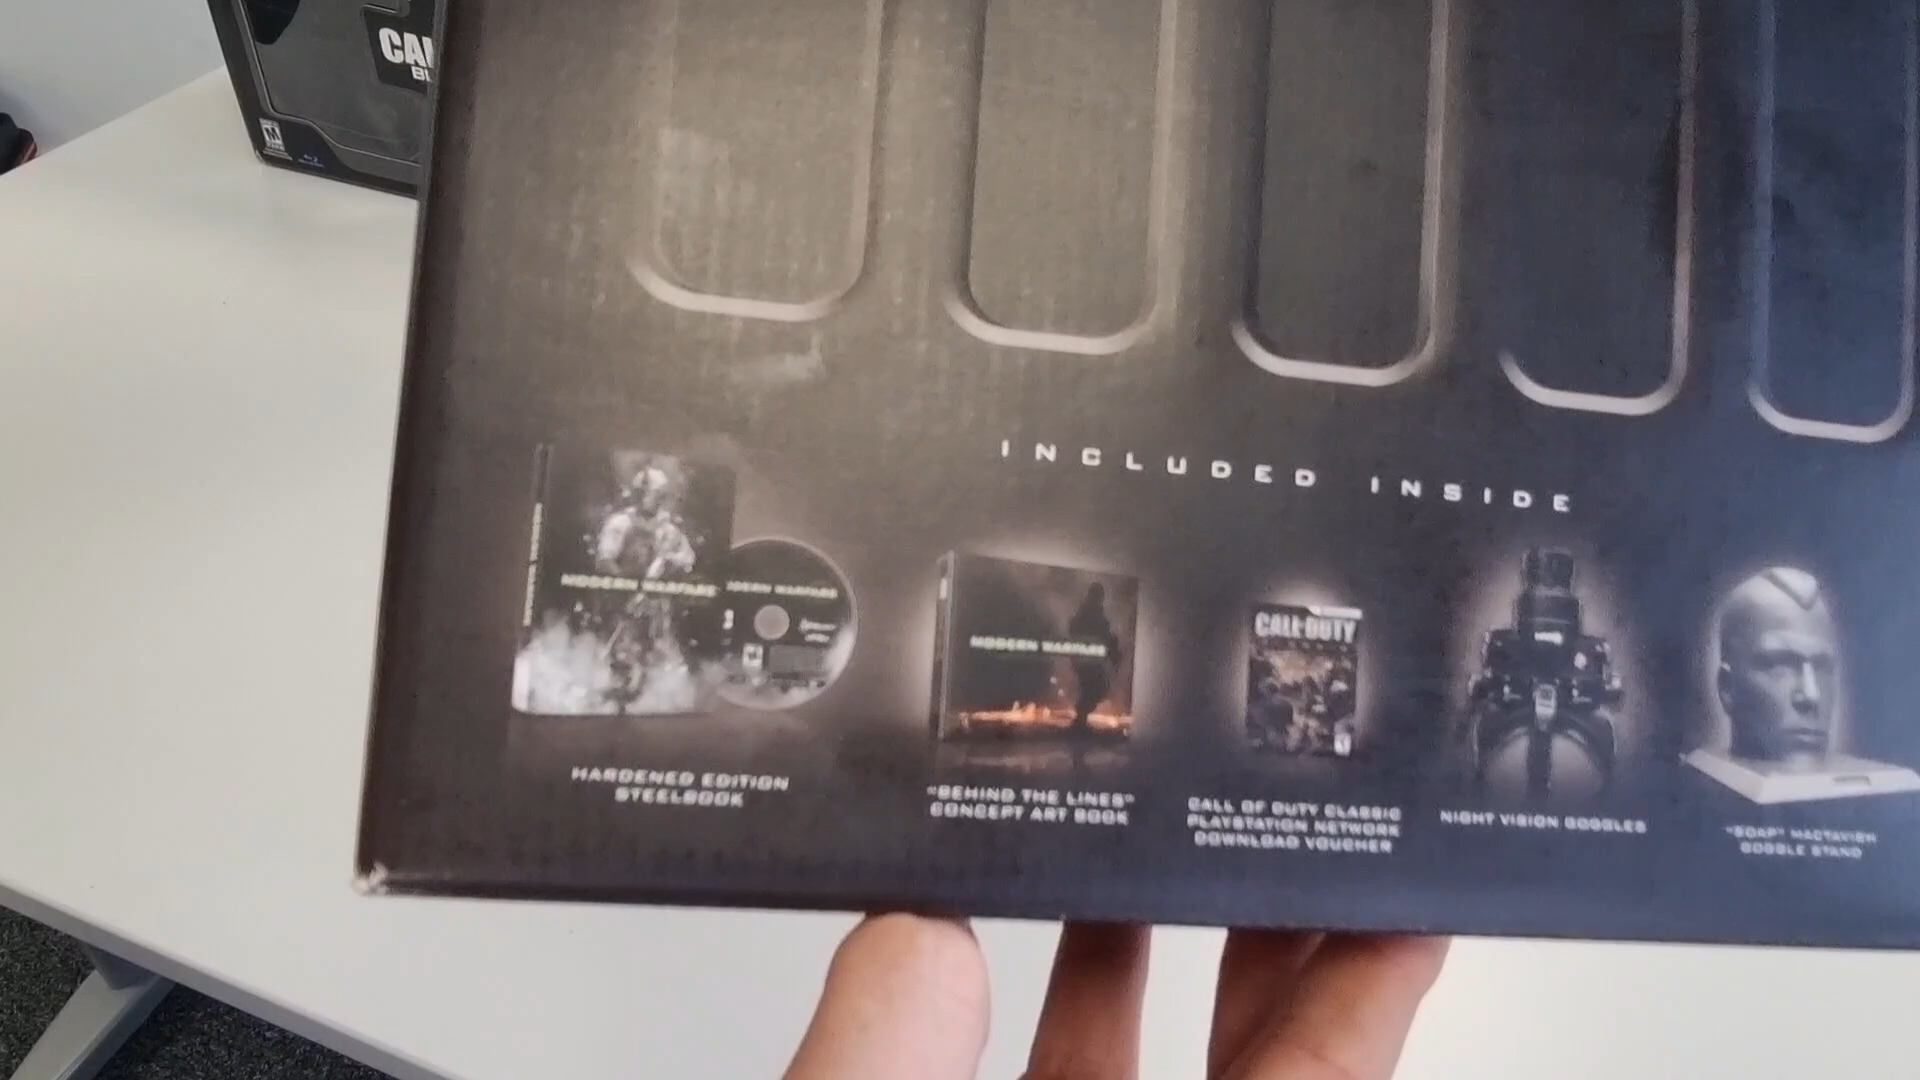 CAL
BL
M
INCLUDED INSIDE
MODERN WARFARE
MODERN WARFARE
MODERN WARFARE
CALL OF DUTY
HARDENED EDITION
STEELBOOK
"BEHIND THE LINES"
CONCEPT ART BOOK
CALL OF DUTY CLASSIC
PLAYSTATION NETWORK
DOWNLOAD VOUCHER
NIGHT VISION GOGGLES
"SOAP" MACTAVISH
GOGGLE STAND